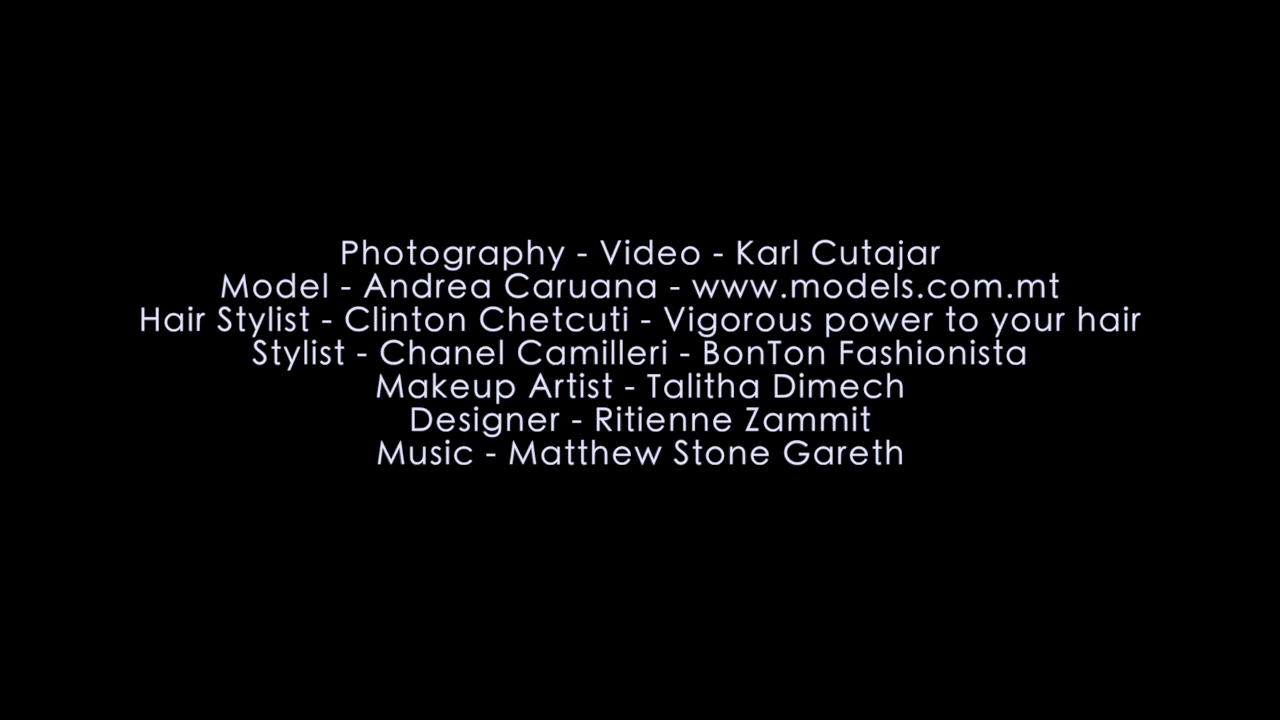 Photography - Video - Karl Cutajar
Model - Andrea Caruana - www.models.com.mt
Hair Stylist - Clinton Chetcuti - Vigorous power to your hair
Stylist - Chanel Camilleri - BonTon Fashionista
Makeup Artist - Talitha Dimech
Designer - Ritienne Zammit
Music - Matthew Stone Gareth